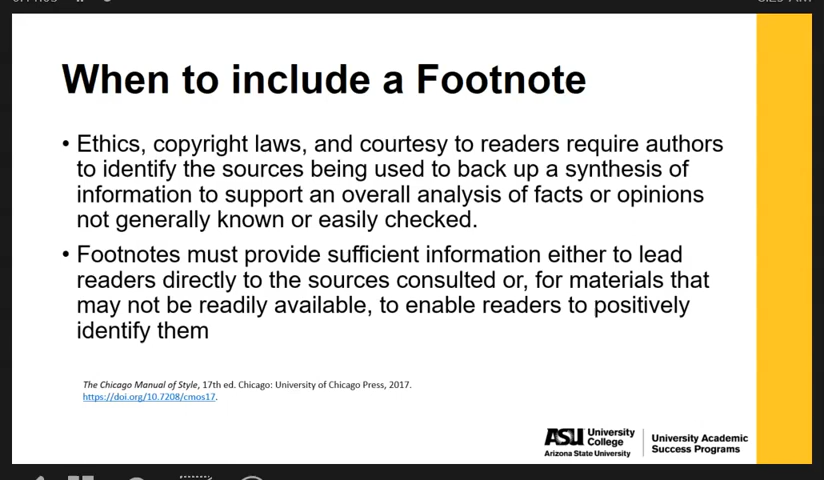 When to include a Footnote
• Ethics, copyright laws, and courtesy to readers require authors
to identify the sources being used to back up a synthesis of
information to support an overall analysis of facts or opinions
not generally known or easily checked.
• Footnotes must provide sufficient information either to lead
readers directly to the sources consulted or, for materials that
may not be readily available, to enable readers to positively
identify them
The Chicago Manual of Style, 17th ed. Chicago: University of Chicago Press, 2017.
https://doi.org/10.7208/cmos17.
ASU University College
Arizona State University
University Academic
Success Programs